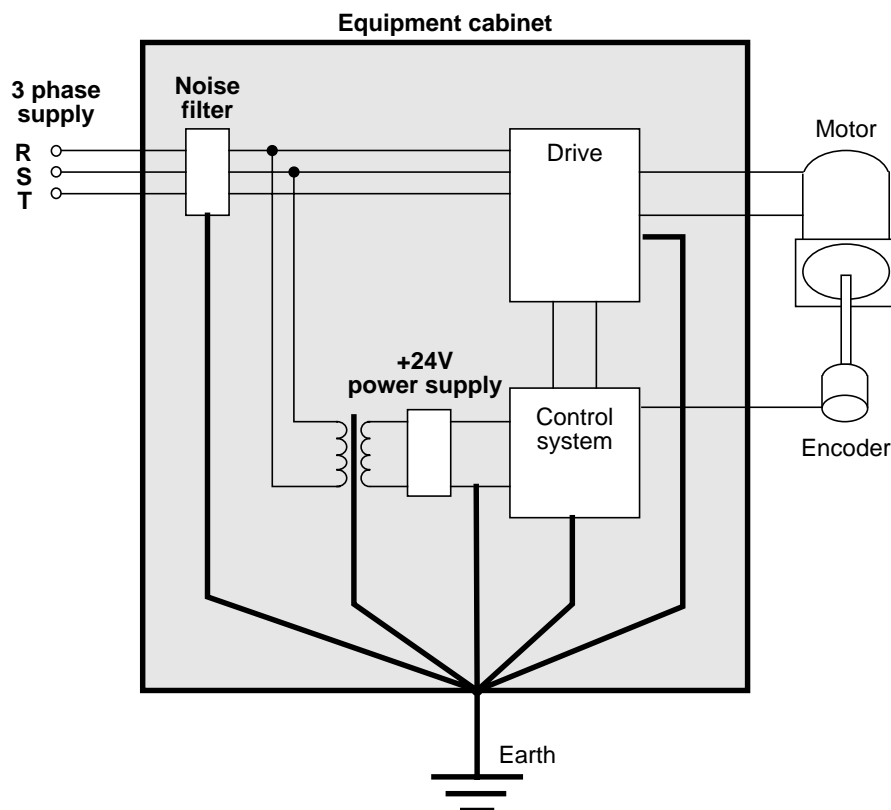 Equipment cabinet
3 phase
supply
Noise
filter
R
S
T
Drive
Motor
+24V
power supply
Control
system
Encoder
Earth